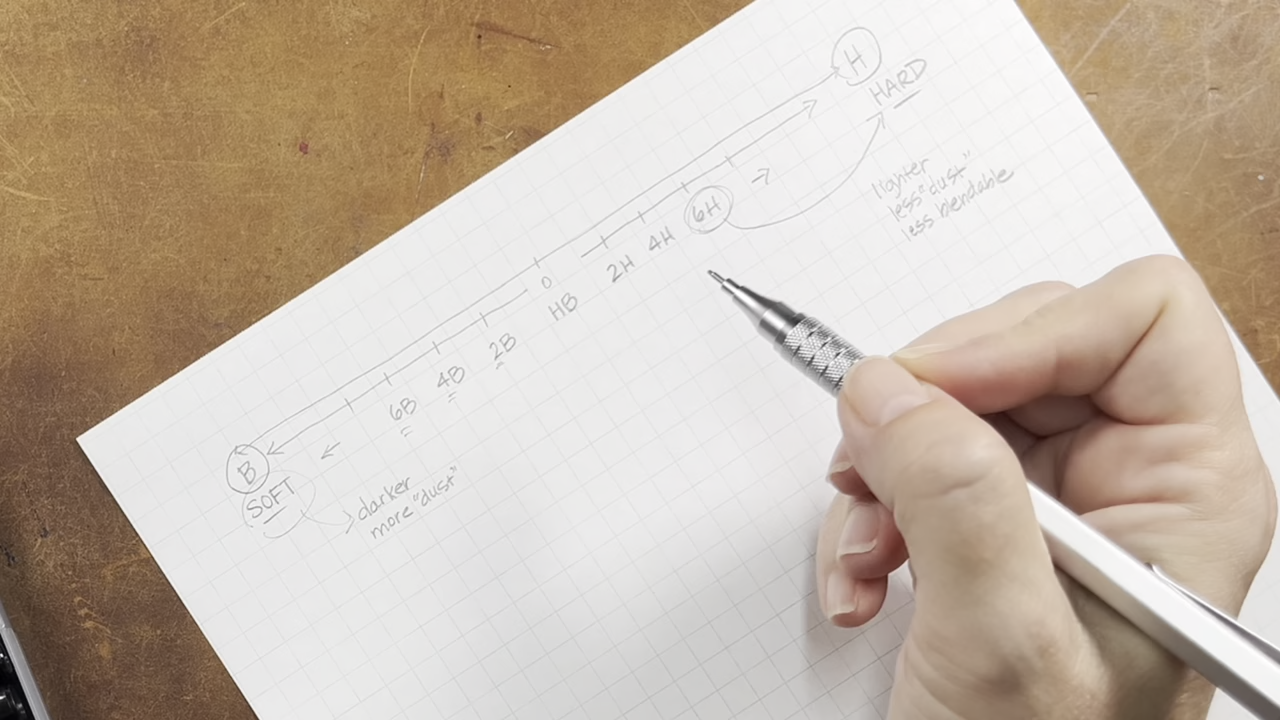 H
HARD
lighter
less "dust"
less blendable
6H
4H
2H
0
HB
2B
4B
6B
B
SOFT
darker
more "dust"